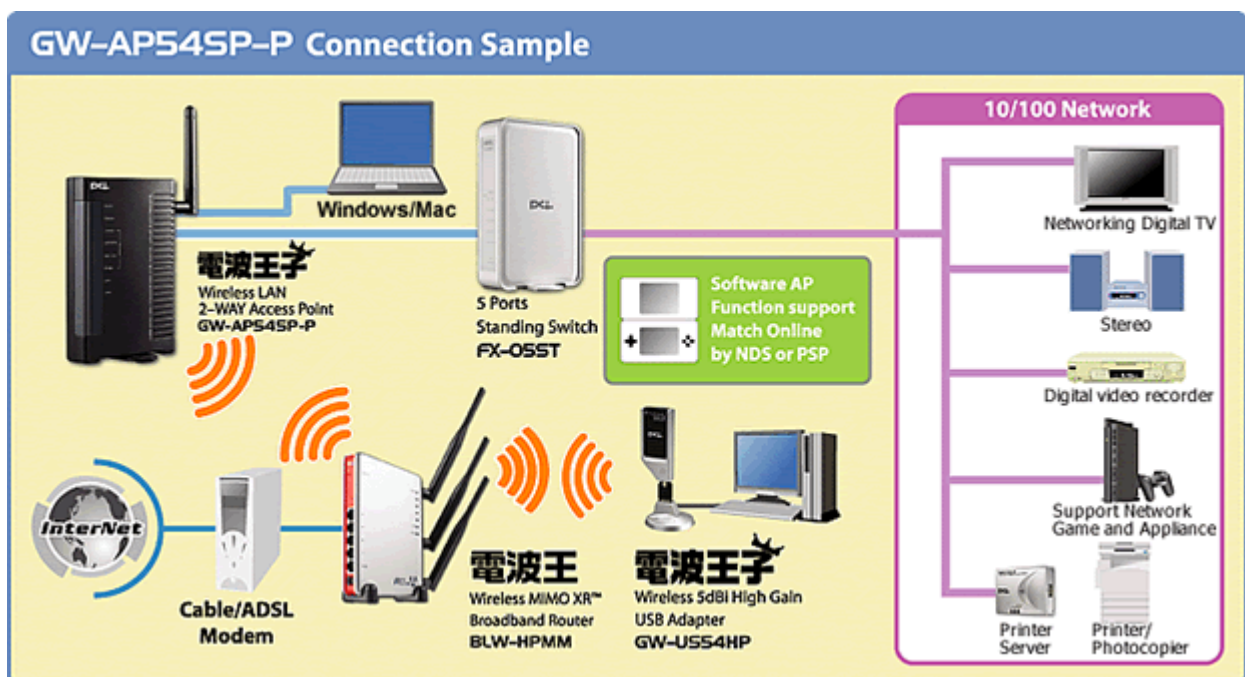 GW-AP54SP-P Connection Sample
10/100 Network
PCi
Windows/Mac
PCi
Networking Digital TV
電波王子
Wireless LAN
2-WAY Access Point
GW-AP54SP-P
5 Ports
Standing Switch
FX-05ST
Software AP
Function support
Match Online
by NDS or PSP
Stereo
Digital video recorder
InterNet
Cable/ADSL
Modem
電波王
Wireless MIMO XR™
Broadband Router
BLW-HPMM
電波王子
Wireless 5dBi High Gain
USB Adapter
GW-US54HP
Support Network
Game and Appliance
Printer
Server
Printer/
Photocopier